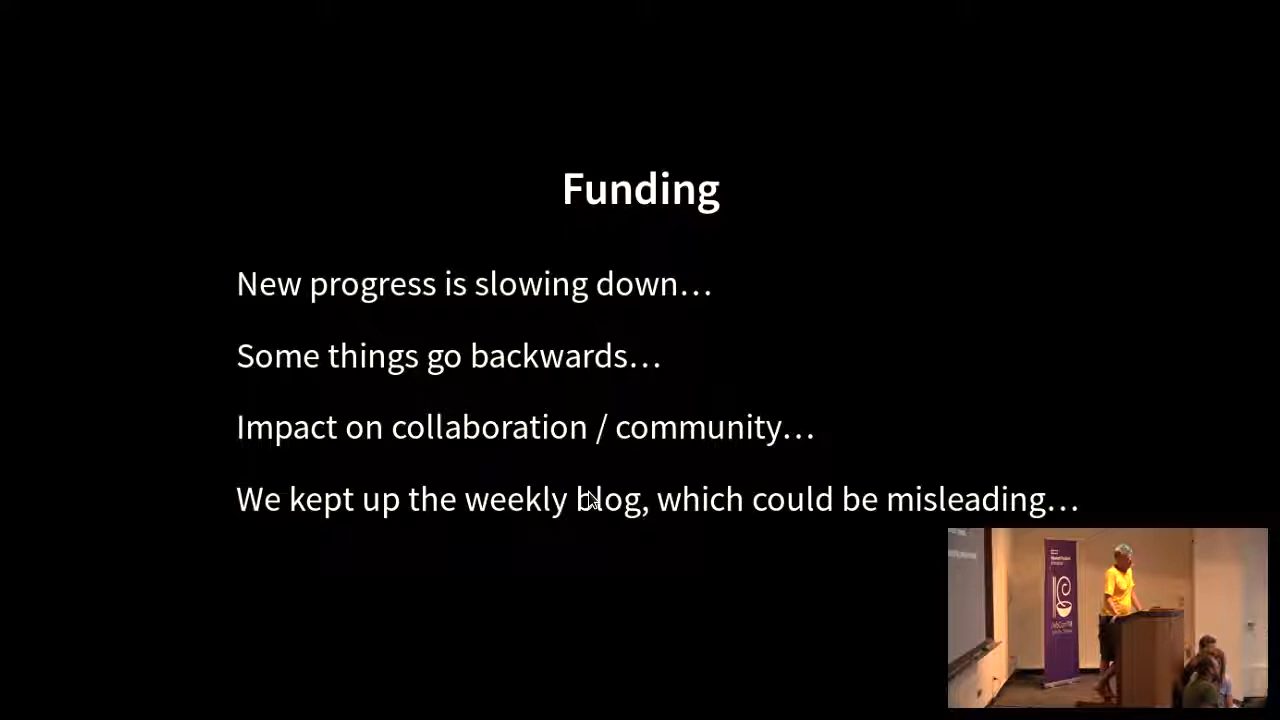 Funding
New progress is slowing down…
Some things go backwards…
Impact on collaboration / community…
We kept up the weekly blog, which could be misleading…